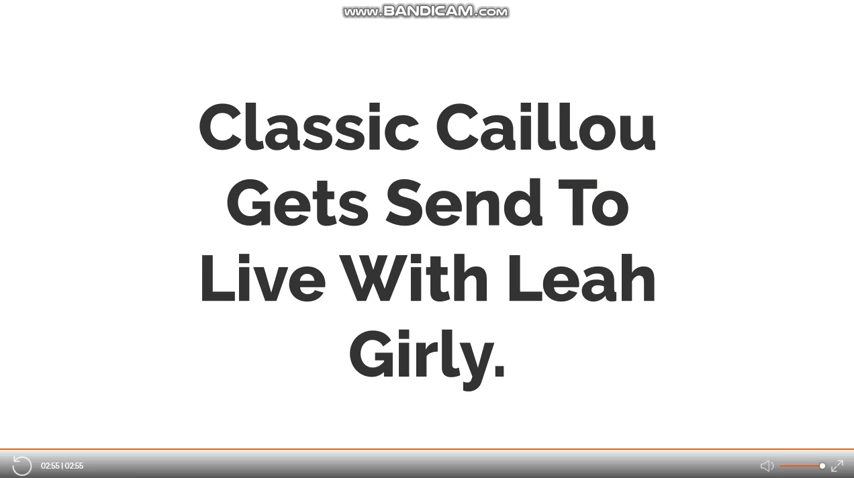 www.BANDICAM.com
Classic Caillou
Gets Send To
Live With Leah
Girly.
02:55 | 02:55